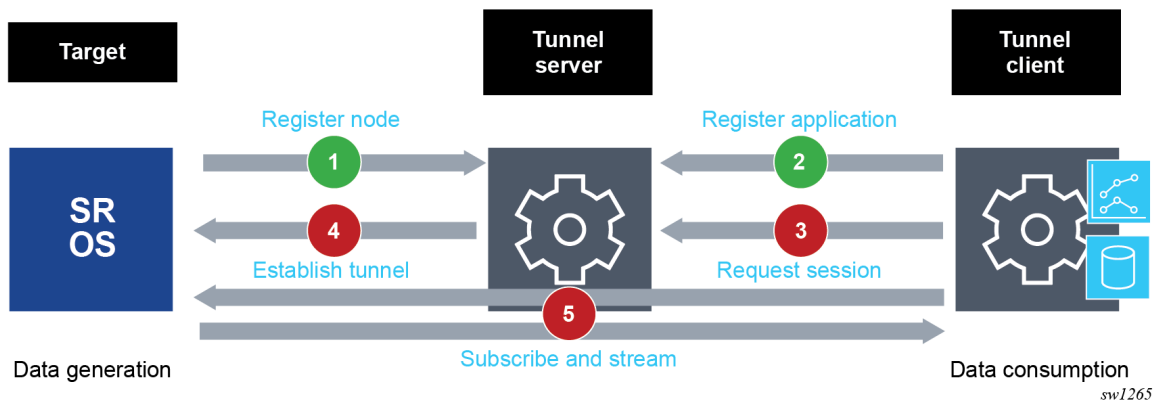 Target
Tunnel
server
Tunnel
client
Register node
Register application
1
2
SR
OS
4
3
Establish tunnel
Request session
5
Subscribe and stream
Data generation
Data consumption
sw1265